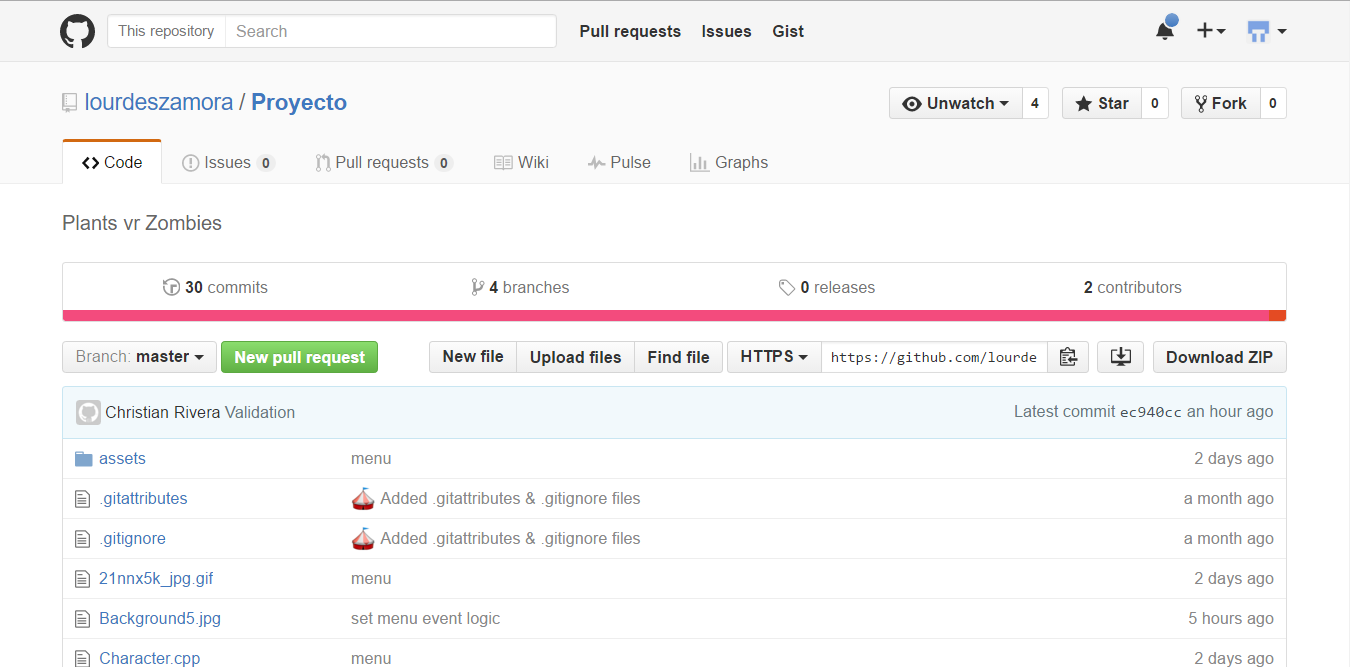 This repository Search Pull requests Issues Gist
lourdeszamora / Proyecto Unwatch 4 Star 0 Fork 0
Code Issues 0 Pull requests 0 Wiki Pulse Graphs
Plants vr Zombies
30 commits 4 branches 0 releases 2 contributors
Branch: master New pull request New file Upload files Find file HTTPS https://github.com/lourde Download ZIP
Christian Rivera Validation Latest commit ec940cc an hour ago
assets menu 2 days ago
.gitattributes Added .gitattributes & .gitignore files a month ago
.gitignore Added .gitattributes & .gitignore files a month ago
21nnx5k_jpg.gif menu 2 days ago
Background5.jpg set menu event logic 5 hours ago
Character.cpp menu 2 days ago